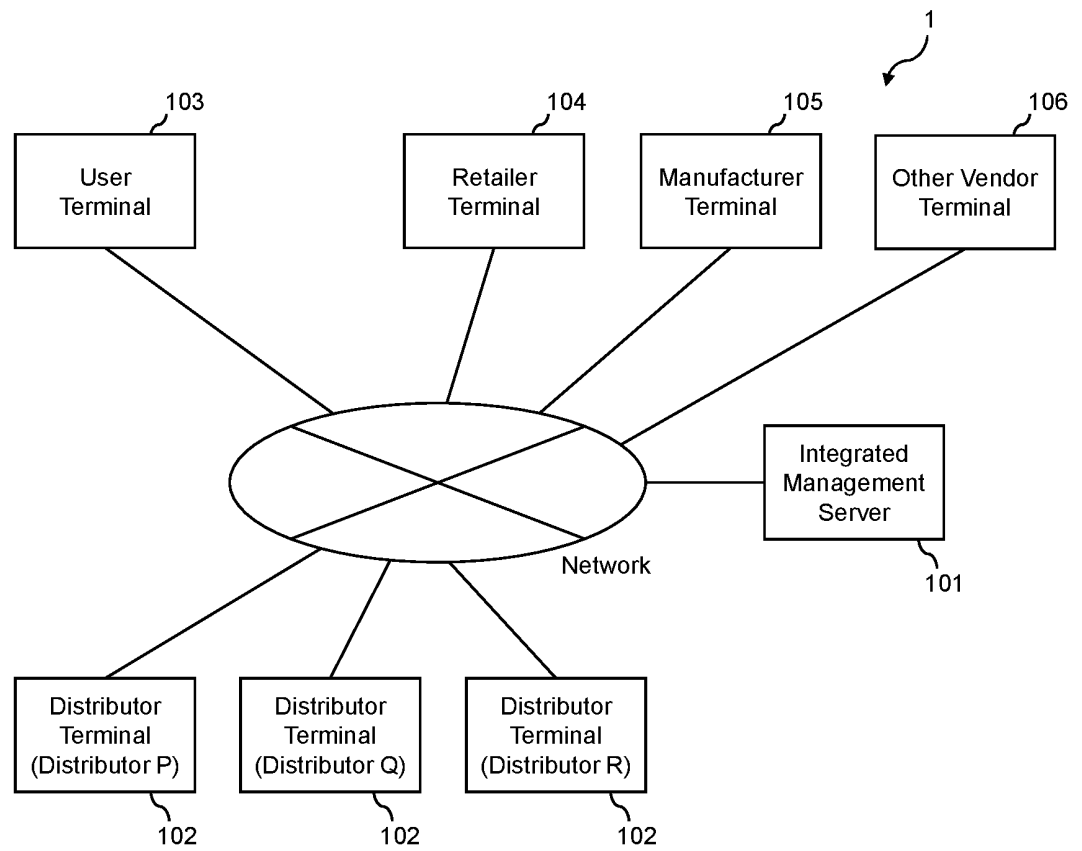 1
103
104
105
106
User
Terminal
Retailer
Terminal
Manufacturer
Terminal
Other Vendor
Terminal
Integrated
Management
Server
101
Network
Distributor
Terminal
(Distributor P)
Distributor
Terminal
(Distributor Q)
Distributor
Terminal
(Distributor R)
102
102
102